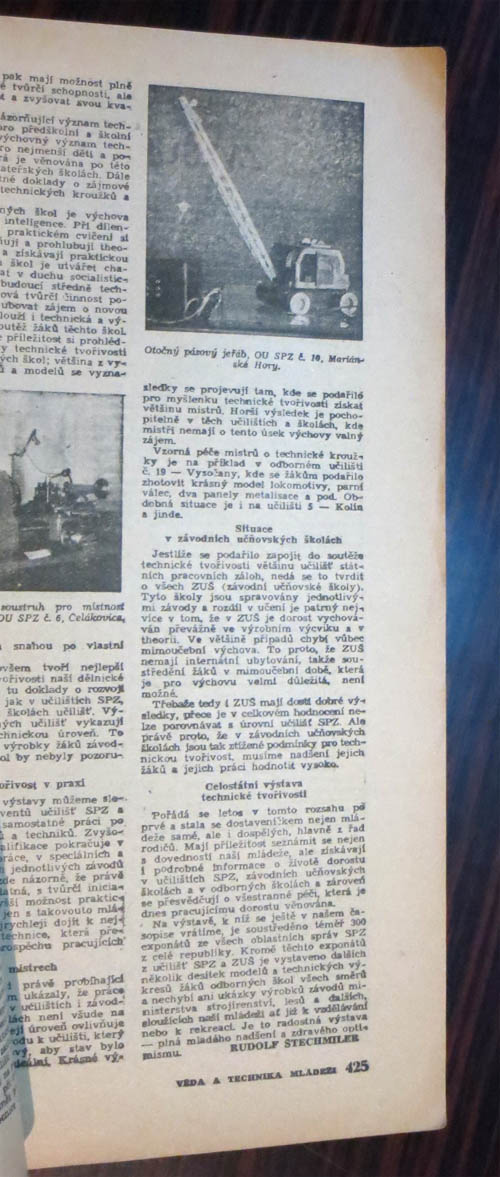 pak mají možnost plně
tvůrčí schopnosti, ale
a zvyšovat svou kva-
názorňující význam tech-
pro předškolní a školní
výchovný význam tech-
pro nejmenší děti a po-
je věnována po této
mateřských školách. Dále
doklady o zájmové
technických kroužků a
škol je výchova
inteligence. Při dílen-
praktickém cvičení si
a prohlubují theo-
a získávají praktickou
škol je utvářet cha-
v duchu socialistic-
budoucí středně tech-
tvůrčí činnost po-
zájem o novou
i technická a vý-
žáků těchto škol.
příležitost si prohléd-
technické tvořivosti
škol; většina z vy-
a modelů se vyzna-
soustruh pro místnost
OU SPZ č. 6, Čelákovice,
snahou po vlastní
ovšem tvoří nejlepší
naší dělnické
tu doklady o rozvoji
jak v učilištích SPZ,
školách učilišť. Vý-
učilišť vykazují
technickou úroveň. To
výrobky žáků závod-
by nebyly pozoru-
v praxi
výstavy můžeme sle-
učilišť SPZ a
samostatné práci po
a techniků. Zvyšo-
kvalifikace pokračuje v
práce, v speciálních a
jednotlivých závodů
zde názorně, že právě
s tvůrčí inicia-
možnost praktic-
jen s takovouto mlá-
rychleji dojít k nej-
technice, která pře-
prospěchu pracujících
mistrech
právě probíhající
ukázaly, že práce
učilištích i závod-
není všude na
úroveň ovlivňuje
k učilišti, který
aby stav byl
Krásné vý-
Otočný pásový jeřáb, OU SPZ č. 10, Marián-
ské Hory.
sledky se projevují tam, kde se podařilo
pro myšlenku technické tvořivosti získat
většinu mistrů. Horší výsledek je pocho-
pitelně v těch učilištích a školách, kde
mistři nemají o tento úsek výchovy valný
zájem.
Vzorná péče mistrů o technické krouž-
ky je na příklad v odborném učilišti
č. 19 — Vysočany, kde se žákům podařilo
zhotovit krásný model lokomotivy, parní
válec, dva panely metalisace a pod. Ob-
dobná situace je i na učilišti 5 — Kolín
a jinde.
Situace
v závodních učňovských školách
Jestliže se podařilo zapojit do soutěže
technické tvořivosti většinu učilišť stát-
ních pracovních záloh, nedá se to tvrdit
o všech ZUŠ (závodní učňovské školy).
Tyto školy jsou spravovány jednotlivý-
mi závody a rozdíl v učení je patrný nej-
více v tom, že v ZUŠ je dorost vychová-
ván převážně ve výrobním výcviku a v
theorii. Ve většině případů chybí vůbec
mimoučební výchova. To proto, že ZUŠ
nemají internátní ubytování, takže sou-
středění žáků v mimoučební době, která
je pro výchovu velmi důležitá, není
možné.
Třebaže tedy i ZUŠ mají dosti dobré vý-
sledky, přece je v celkovém hodnocení ne-
lze porovnávat s úrovní učilišť SPZ. Ale
právě proto, že v závodních učňovských
školách jsou tak ztížené podmínky pro tech-
nickou tvořivost, musíme nadšení jejich
žáků a jejich práci hodnotit vysoko.
Celostátní výstava
technické tvořivosti
Pořádá se letos v tomto rozsahu po
prvé a stala se dostaveníčkem nejen mlá-
deže samé, ale i dospělých, hlavně z řad
rodičů. Mají příležitost seznámit se nejen
s dovedností naší mládeže, ale získávají
i podrobné informace o životě dorostu
v učilištích SPZ, závodních učňovských
školách a v odborných školách a zároveň
se přesvědčují o všestranné péči, která je
dnes pracujícímu dorostu věnována.
Na výstavě, k níž se ještě v našem ča-
sopise vrátíme, je soustředěno téměř 300
exponátů ze všech oblastních správ SPZ
z celé republiky. Kromě těchto exponátů
z učilišť SPZ a ZUŠ je vystaveno dalších
několik desítek modelů a technických vý-
kresů žáků odborných škol všech směrů
a nechybí ani ukázky výrobků závodů mi-
nisterstva strojírenství, lesů a dalších,
sloužících naší mládeži ať již k vzdělávání
nebo k rekreaci. Je to radostná výstava
— plná mladého nadšení a zdravého opti-
mismu.
RUDOLF ŠTECHMILER
VĚDA A TECHNIKA MLÁDEŽI 425